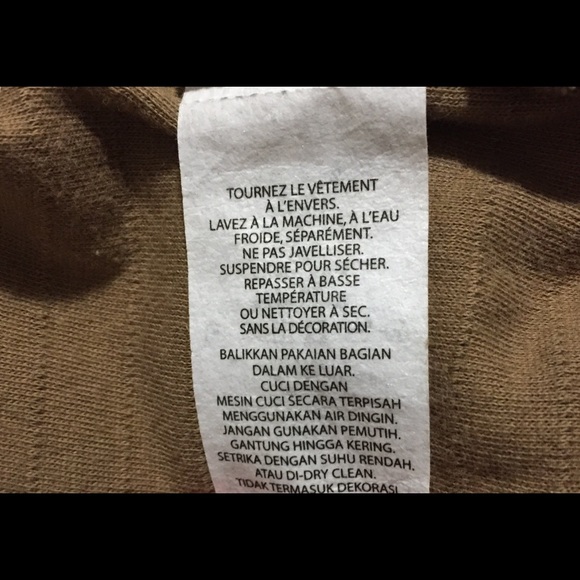 TOURNEZ LE VÊTEMENT
À L'ENVERS.
LAVEZ À LA MACHINE, À L'EAU
FROIDE, SÉPARÉMENT.
NE PAS JAVELLISER.
SUSPENDRE POUR SÉCHER.
REPASSER À BASSE
TEMPÉRATURE
OU NETTOYER À SEC.
SANS LA DÉCORATION.
BALIKKAN PAKAIAN BAGIAN
DALAM KE LUAR.
CUCI DENGAN
MESIN CUCI SECARA TERPISAH
MENGGUNAKAN AIR DINGIN.
JANGAN GUNAKAN PEMUTIH.
GANTUNG HINGGA KERING.
SETRIKA DENGAN SUHU RENDAH.
ATAU DI-DRY CLEAN.
TIDAK TERMASUK DEKORASI